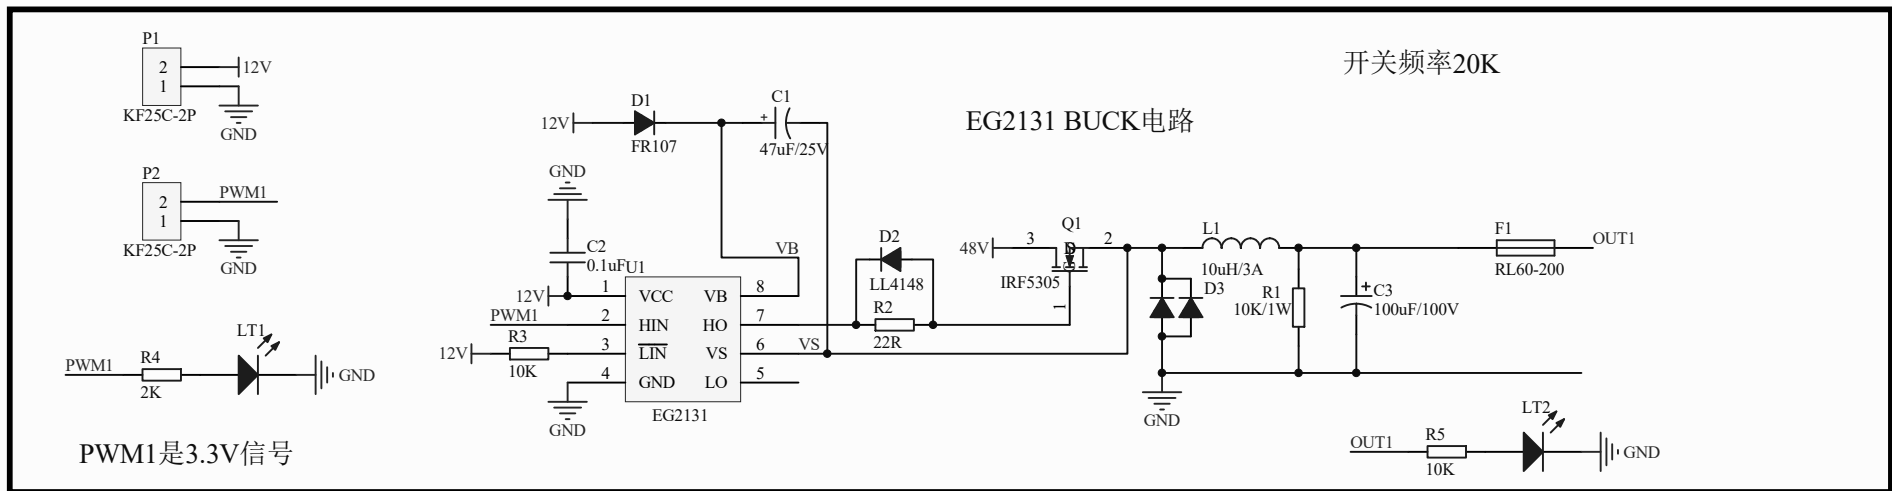 P1
2
12V
1
KF25C-2P
GND
P2
2
PWM1
1
KF25C-2P
GND
PWM1
R4
2K
LT1
GND
PWM1是3.3V信号
12V
D1
FR107
+
C1
47uF/25V
GND
C2
0.1uF
U1
12V
1
VCC
VB
8
VB
PWM1
2
HIN
HO
7
12V
R3
10K
3
LIN
VS
6
VS
4
GND
LO
5
GND
EG2131
D2
LL4148
R2
22R
EG2131 BUCK电路
开关频率20K
48V
3
Q1
D
G
2
IRF5305
1
L1
10uH/3A
D3
R1
10K/1W
+
C3
100uF/100V
F1
RL60-200
OUT1
GND
OUT1
R5
10K
LT2
GND